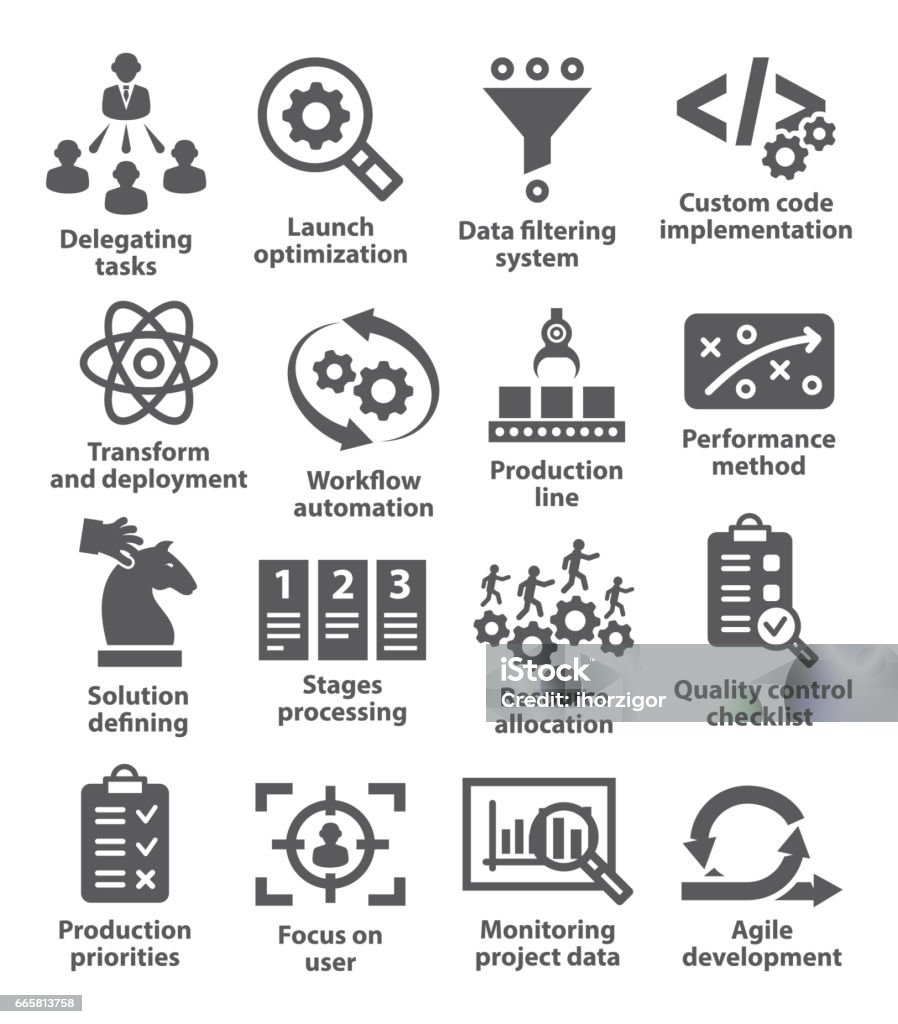 Delegating
tasks
Launch
optimization
Data filtering
system
Custom code
implementation
Transform
and deployment
Workflow
automation
Production
line
Performance
method
Solution
defining
1 2 3
Stages
processing
allocation
iStock™
Credit: ihorzigor
Quality control
checklist
Production
priorities
Focus on
user
Monitoring
project data
Agile
development
665813758